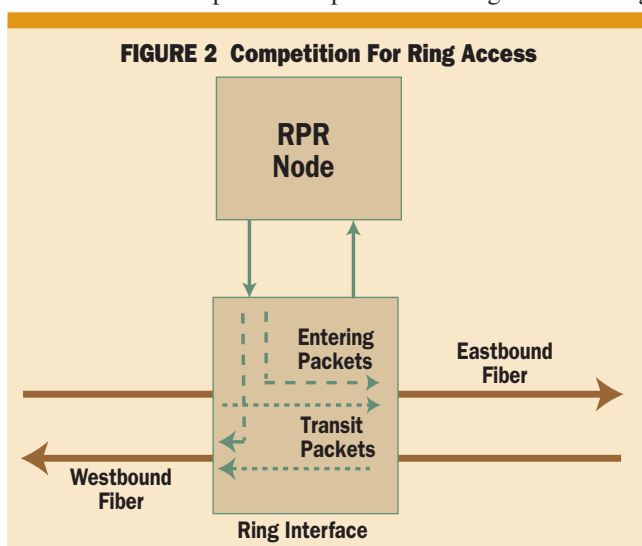 FIGURE 2 Competition For Ring Access
RPR
Node
Entering
Packets
Eastbound
Fiber
Transit
Packets
Westbound
Fiber
Ring Interface